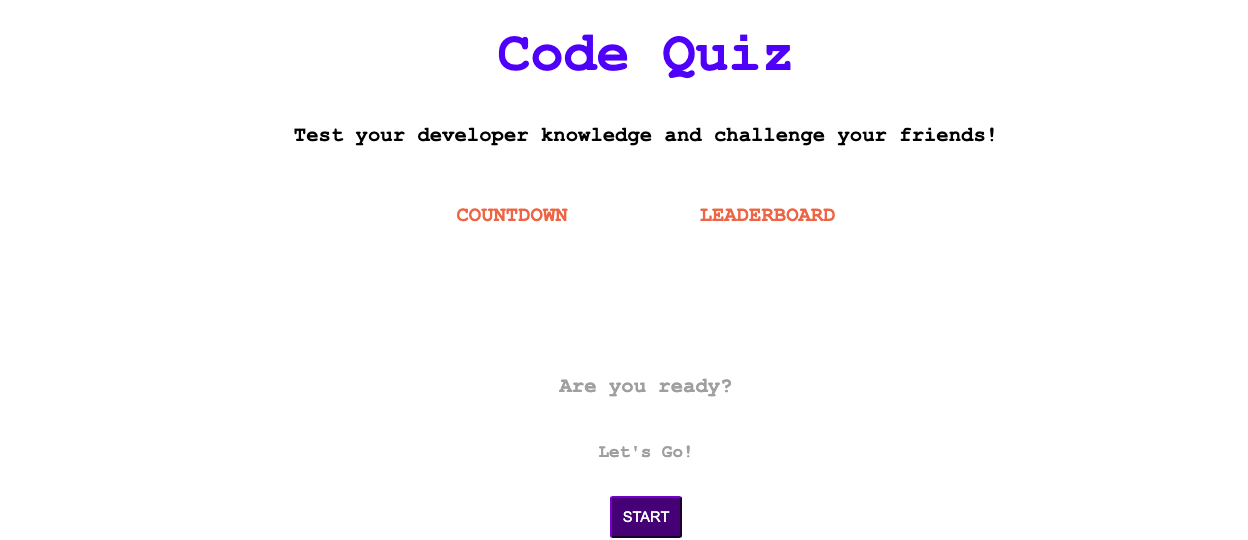 Code Quiz
Test your developer knowledge and challenge your friends!
COUNTDOWN LEADERBOARD
Are you ready?
Let's Go!
START